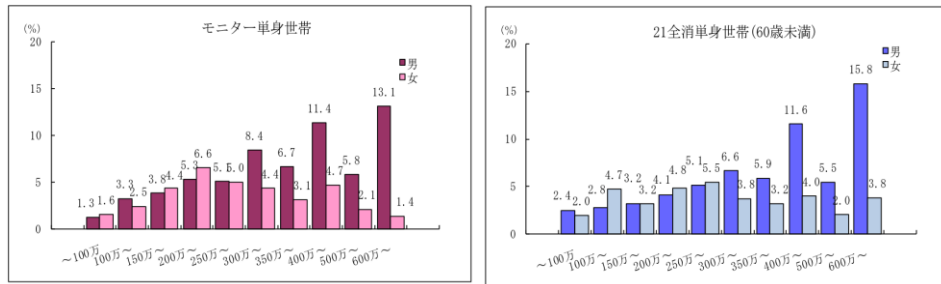 モニター単身世帯
(%)
20
15
10
5
0
男
女
1.3 1.6 3.3 2.5 3.8 4.4 5.3 6.6 5.1 5.0 8.4 4.4 6.7 3.1 11.4 4.7 5.8 2.1 13.1 1.4
~100万 100万~ 150万~ 200万~ 250万~ 300万~ 350万~ 400万~ 500万~ 600万~
21全消単身世帯(60歳未満)
(%)
20
15
10
5
0
男
女
2.4 2.0 2.8 4.7 3.2 3.2 4.1 4.8 5.1 5.5 6.6 3.8 5.9 3.2 11.6 4.0 5.5 2.0 15.8 3.8
~100万 100万~ 150万~ 200万~ 250万~ 300万~ 350万~ 400万~ 500万~ 600万~